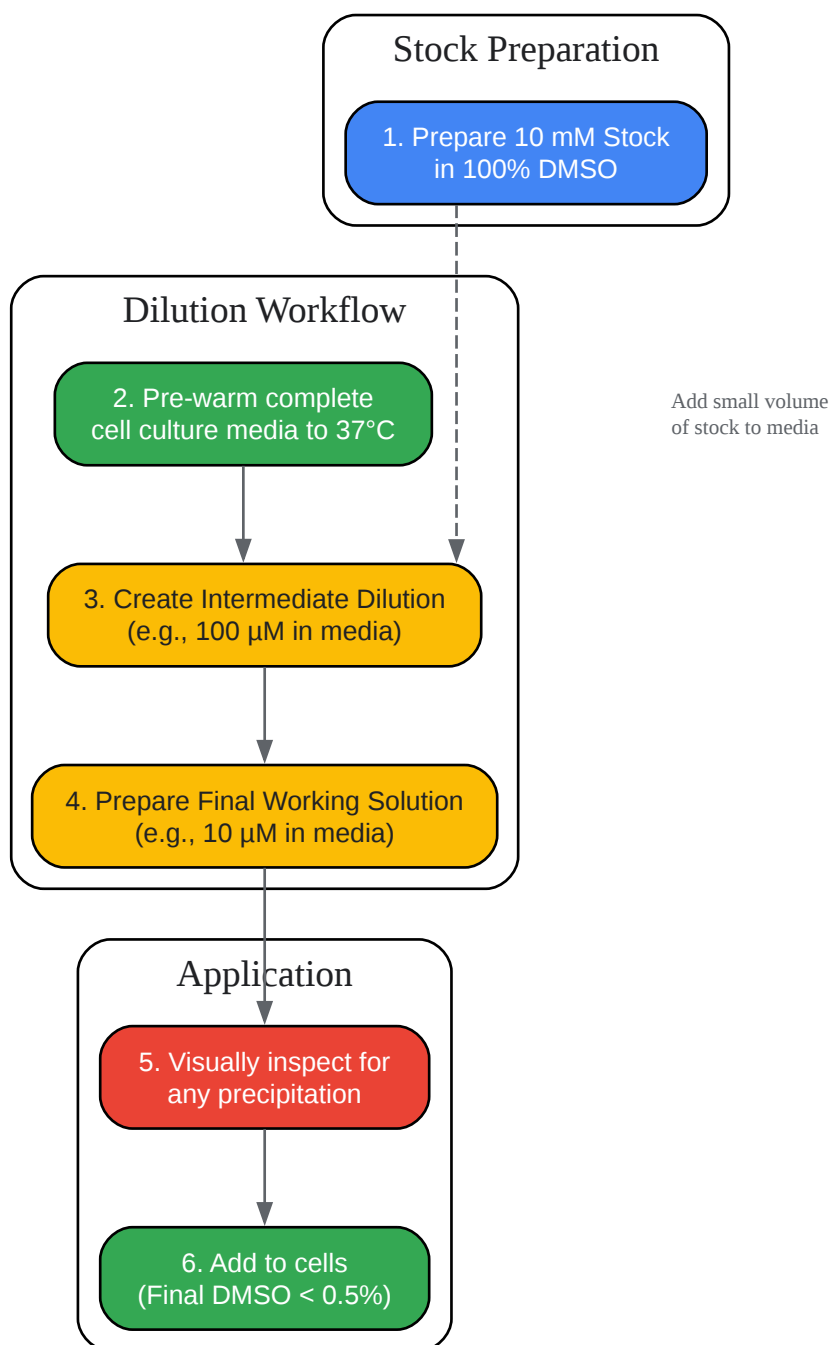 Stock Preparation
1. Prepare 10 mM Stock
in 100% DMSO
Dilution Workflow
2. Pre-warm complete
cell culture media to 37°C
Add small volume
of stock to media
3. Create Intermediate Dilution
(e.g., 100 µM in media)
4. Prepare Final Working Solution
(e.g., 10 µM in media)
Application
5. Visually inspect for
any precipitation
6. Add to cells
(Final DMSO < 0.5%)